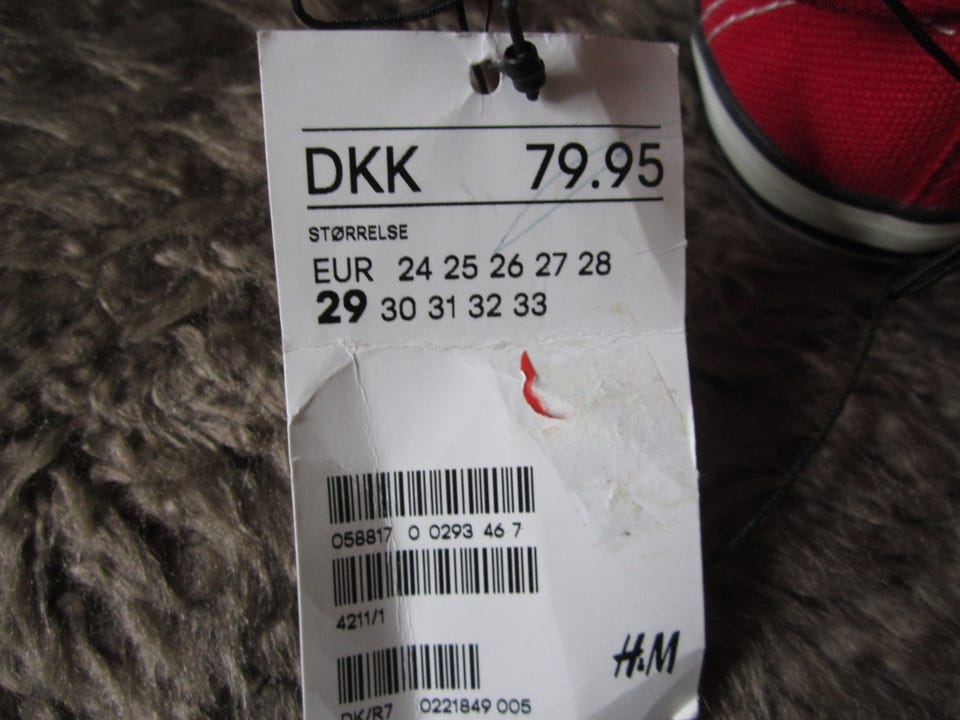 DKK 79.95
STØRRELSE
EUR 24 25 26 27 28
29 30 31 32 33
058817 0 0293 46 7
4211/1
DK/R7 0221849 005
H&M